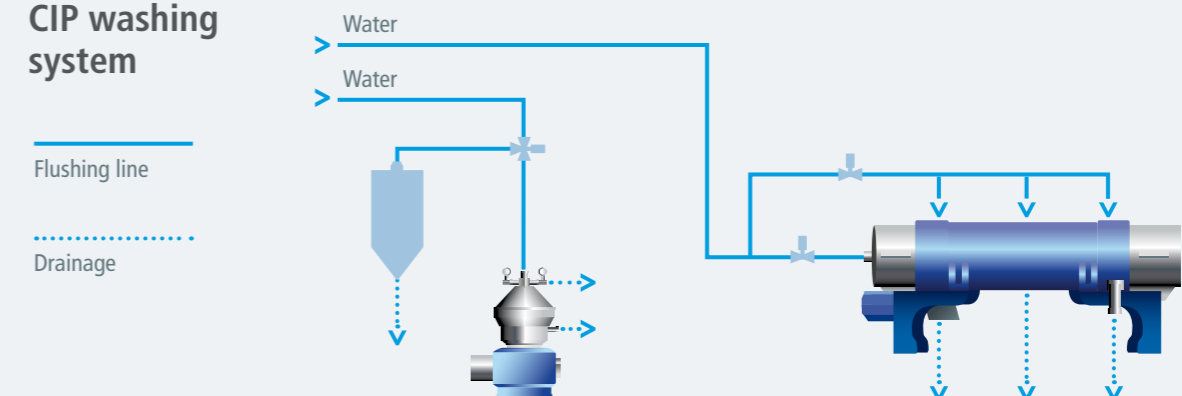 CIP washing
system
Water
Water
Flushing line
Drainage